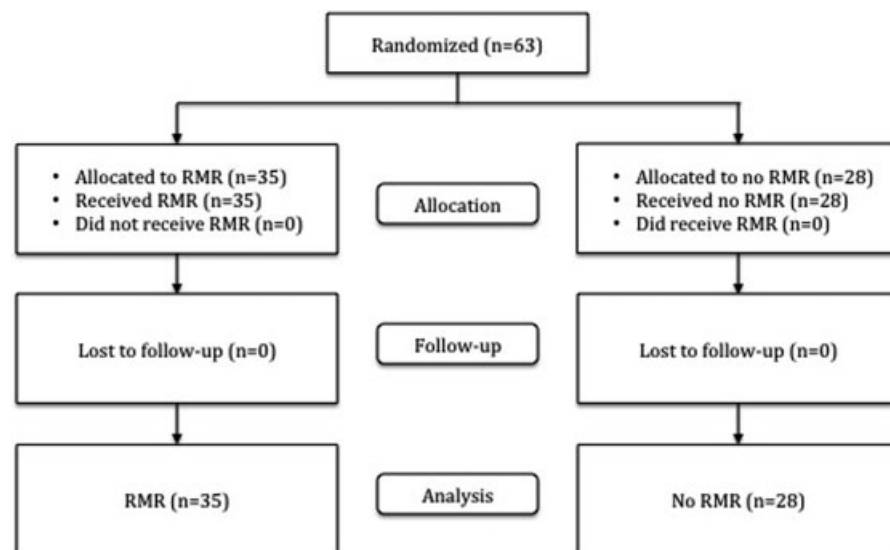 Randomized (n=63)
• Allocated to RMR (n=35)
• Received RMR (n=35)
• Did not receive RMR (n=0)
Allocation
• Allocated to no RMR (n=28)
• Received no RMR (n=28)
• Did receive RMR (n=0)
Lost to follow-up (n=0)
Follow-up
Lost to follow-up (n=0)
RMR (n=35)
Analysis
No RMR (n=28)